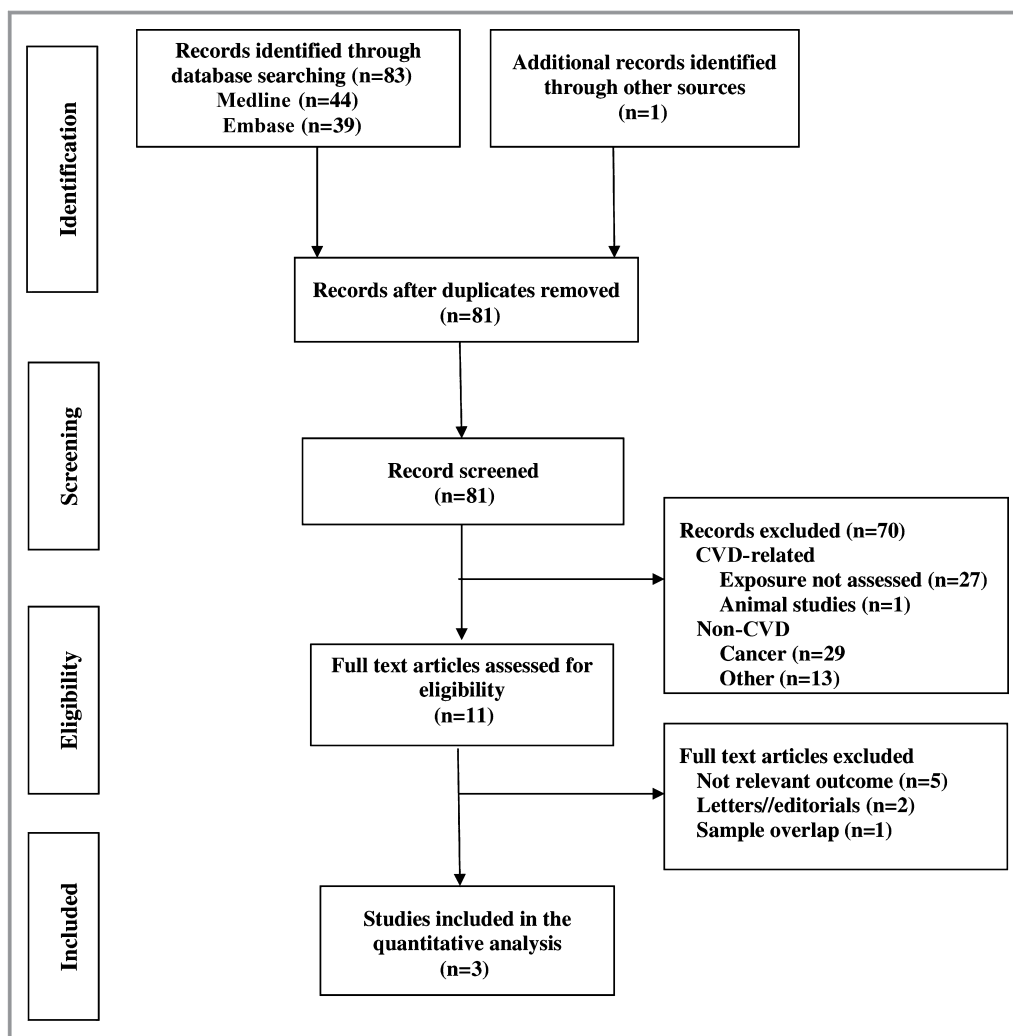 Identification
Records identified through
database searching (n=83)
Medline (n=44)
Embase (n=39)
Additional records identified
through other sources
(n=1)
Records after duplicates removed
(n=81)
Screening
Record screened
(n=81)
Records excluded (n=70)
CVD-related
Exposure not assessed (n=27)
Animal studies (n=1)
Non-CVD
Cancer (n=29
Other (n=13)
Eligibility
Full text articles assessed for
eligibility
(n=11)
Full text articles excluded
Not relevant outcome (n=5)
Letters//editorials (n=2)
Sample overlap (n=1)
Included
Studies included in the
quantitative analysis
(n=3)